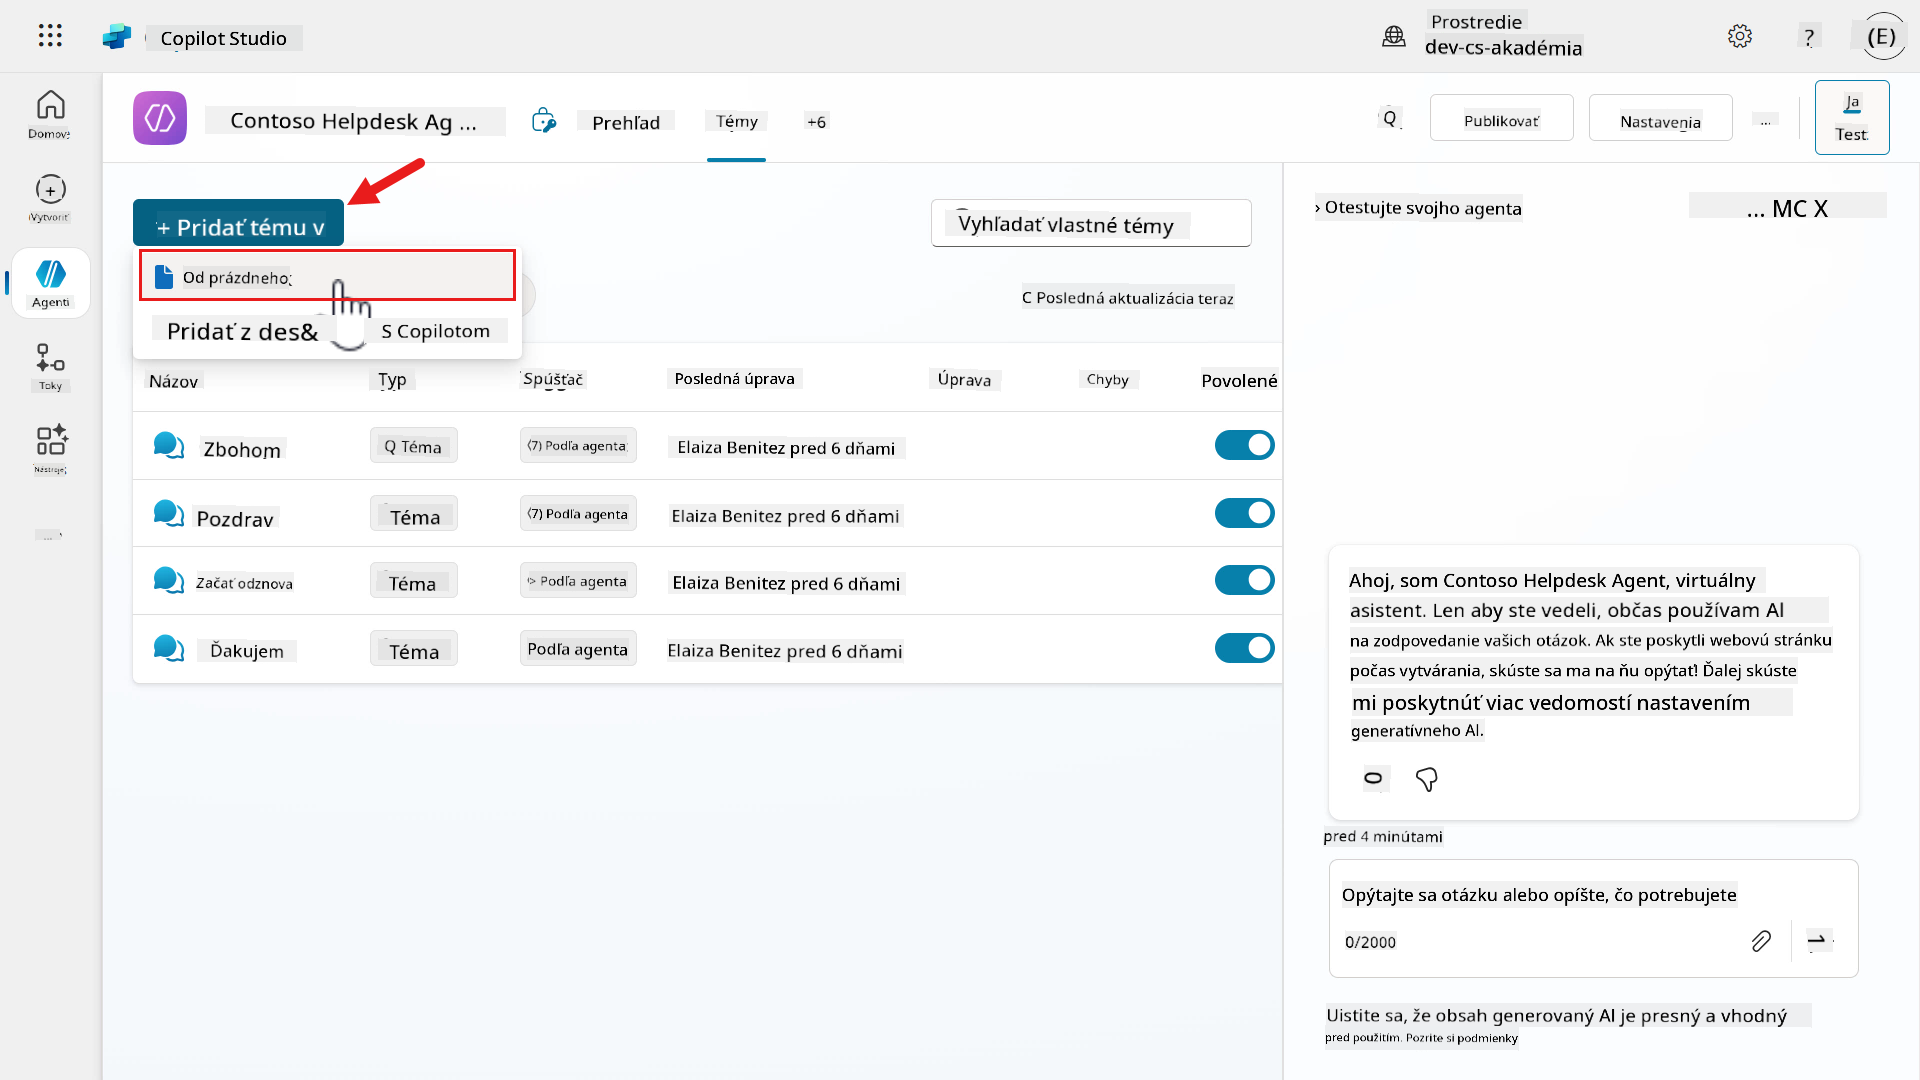 Copilot Studio
Prostredie
dev-cs-akadémia
?
(E)
Domov
Vytvoriť
Agenti
Toky
Nástroje
...
Contoso Helpdesk Ag ...
Prehľad
Témy
+6
Q
Publikovať
Nastavenia
...
Ja
Test
+ Pridať tému v
Vyhľadať vlastné témy
Od prázdneho
Pridať z des&
S Copilotom
C Posledná aktualizácia teraz
Názov
Typ
Spúšťač
Posledná úprava
Úprava
Chyby
Povolené
Zbohom
Q Téma
(7) Podľa agenta
Elaiza Benitez pred 6 dňami
Pozdrav
Téma
(7) Podľa agenta
Elaiza Benitez pred 6 dňami
Začať odznova
Téma
Podľa agenta
Elaiza Benitez pred 6 dňami
Ďakujem
Téma
Podľa agenta
Elaiza Benitez pred 6 dňami
› Otestujte svojho agenta
... MC X
Ahoj, som Contoso Helpdesk Agent, virtuálny
asistent. Len aby ste vedeli, občas používam AI
na zodpovedanie vašich otázok. Ak ste poskytli webovú stránku
počas vytvárania, skúste sa ma na ňu opýtať! Ďalej skúste
mi poskytnúť viac vedomostí nastavením
generatívneho AI.
pred 4 minútami
Opýtajte sa otázku alebo opíšte, čo potrebujete
0/2000
Uistite sa, že obsah generovaný AI je presný a vhodný
pred použitím. Pozrite si podmienky